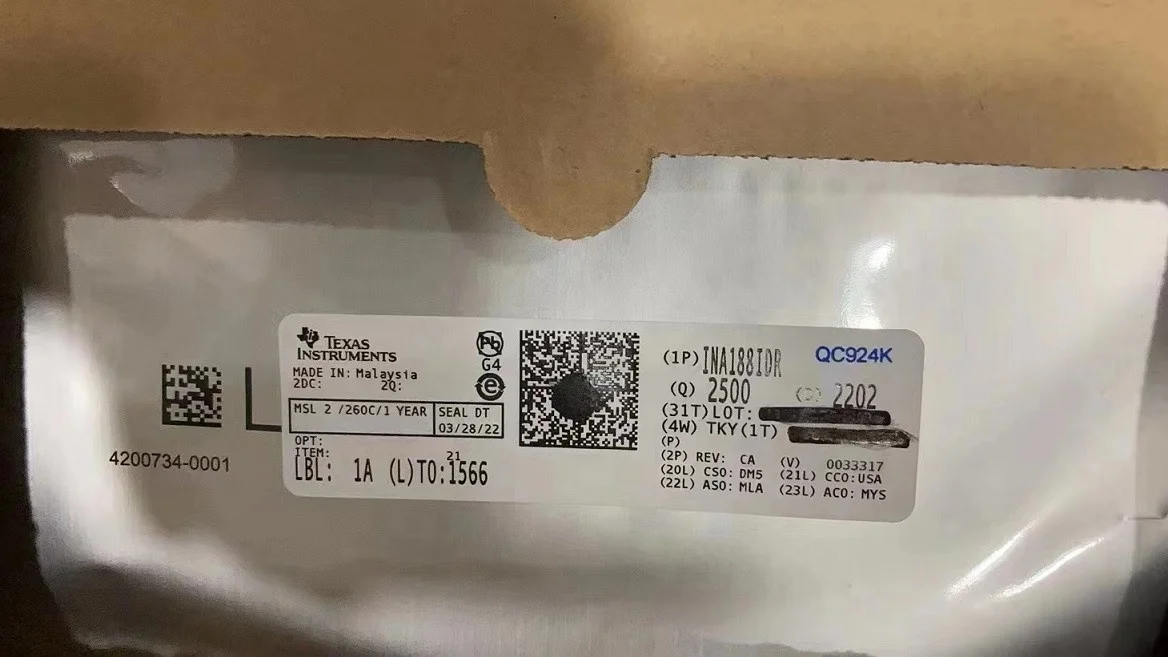 TEXAS
INSTRUMENTS
MADE IN: Malaysia
2DC: 2Q:
Pb
G4
e
MSL 2 /260C/1 YEAR
SEAL DT
03/28/22
OPT:
ITEM: 21
LBL: 1A (L)TO:1566
4200734-0001
L
(1P) INA188IDR
QC924K
(Q) 2500 (D) 2202
(31T)LOT:
(4W) TKY(1T)
(P)
(2P) REV: CA (V) 0033317
(20L) CSO: DM5 (21L) CCO:USA
(22L) ASO: MLA (23L) ACO: MYS